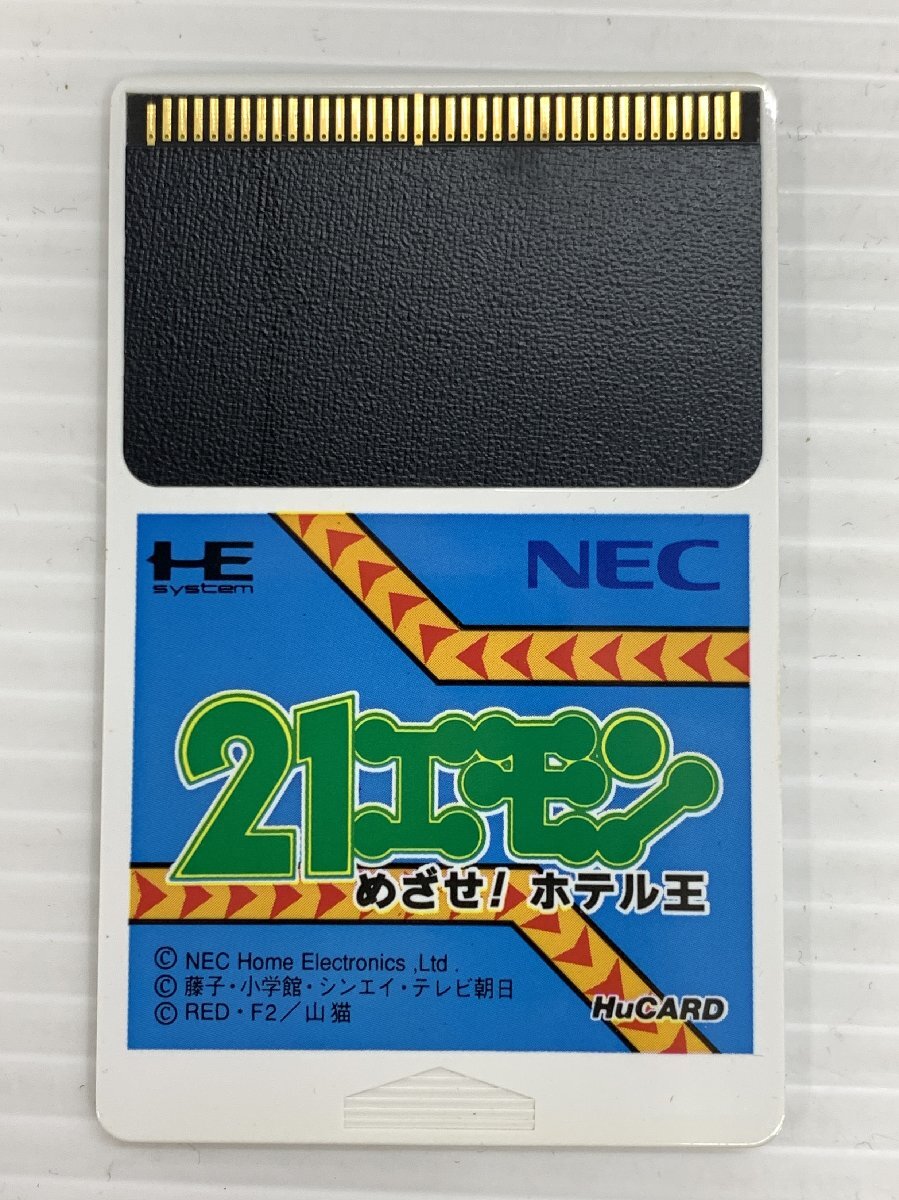 HE
system
NEC
21エモン
めざせ! ホテル王
© NEC Home Electronics ,Ltd .
© 藤子・小学館・シンエイ・テレビ朝日
© RED・F2／山猫
HuCARD